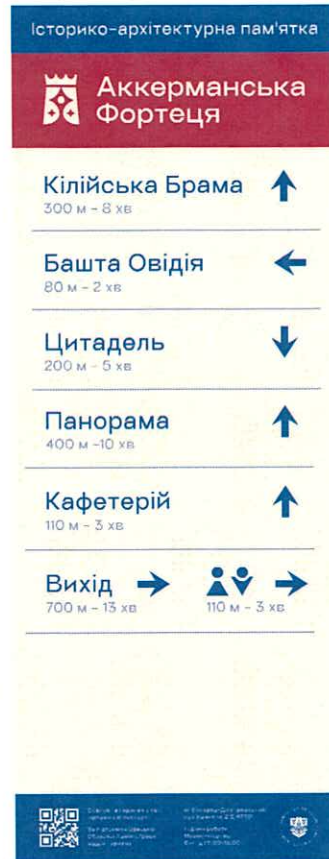 Історико-архітектурна пам'ятка
Аккерманська
Фортеця
Кілійська Брама
300 м – 8 хв
Башта Овідія
80 м – 2 хв
Цитадель
200 м – 5 хв
Панорама
400 м –10 хв
Кафетерій
110 м – 3 хв
Вихід
700 м – 13 хв
110 м – 3 хв